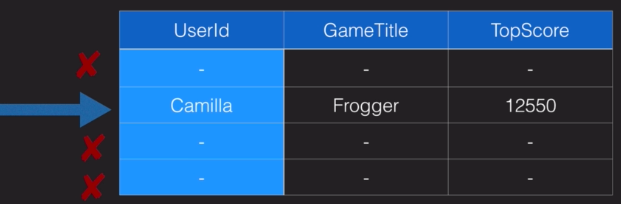 UserId GameTitle TopScore
- - -
Camilla Frogger 12550
- - -
- - -